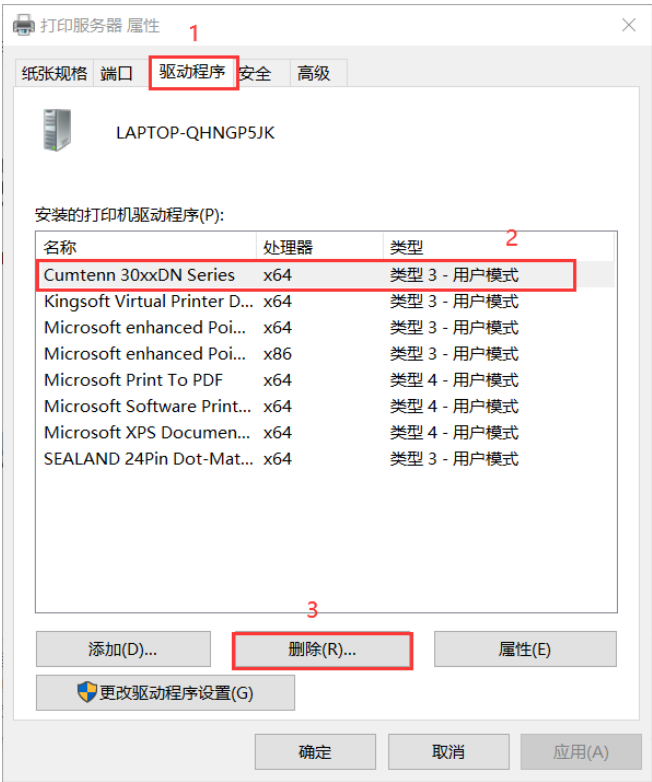 打印服务器 属性
1
纸张规格 端口 驱动程序 安全 高级
LAPTOP-QHNGP5JK
安装的打印机驱动程序(P):
2
名称 处理器 类型
Cumtenn 30xxDN Series x64 类型 3 - 用户模式
Kingsoft Virtual Printer D... x64 类型 3 - 用户模式
Microsoft enhanced Poi... x64 类型 3 - 用户模式
Microsoft enhanced Poi... x86 类型 3 - 用户模式
Microsoft Print To PDF x64 类型 4 - 用户模式
Microsoft Software Print... x64 类型 4 - 用户模式
Microsoft XPS Documen... x64 类型 4 - 用户模式
SEALAND 24Pin Dot-Mat... x64 类型 3 - 用户模式
3
添加(D)... 删除(R)... 属性(E)
更改驱动程序设置(G)
确定 取消 应用(A)